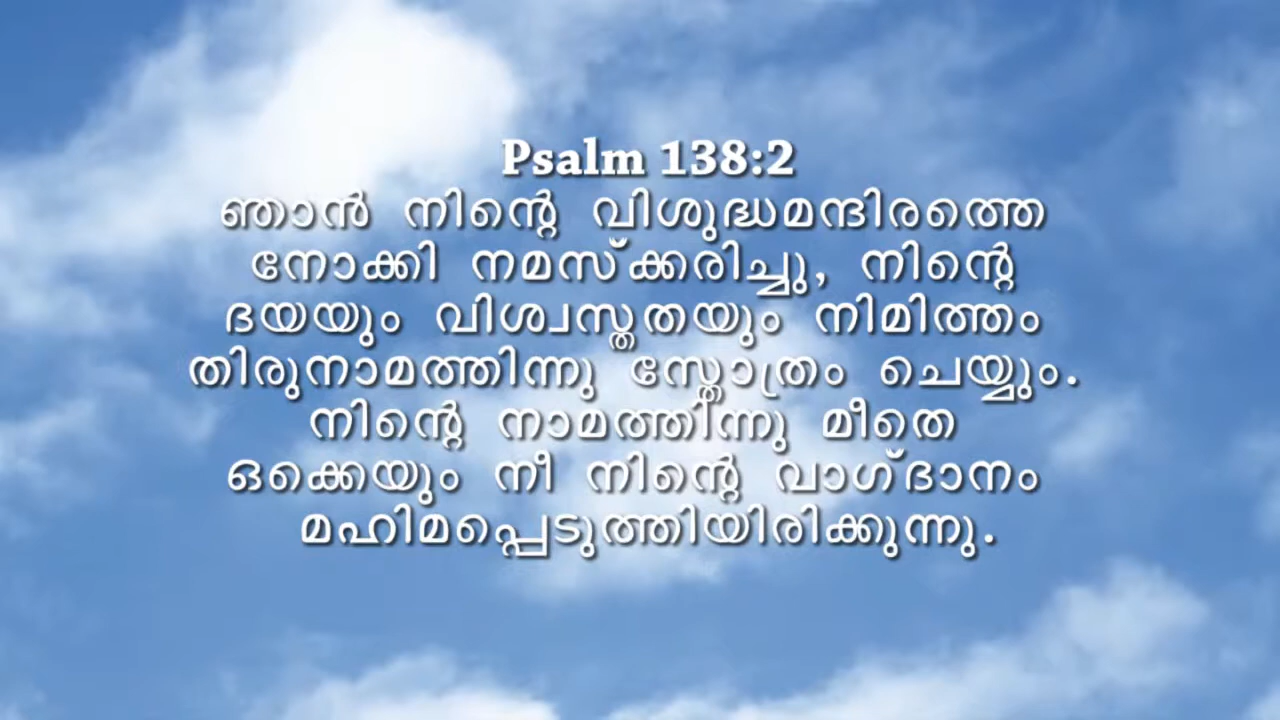 Psalm 138:2
ഞാൻ നിന്റെ വിശുദ്ധമന്ദിരത്തെ
നോക്കി നമസ്ക്കരിച്ചു, നിന്റെ
ദയയും വിശ്വസ്തതയും നിമിത്തം
തിരുനാമത്തിന്നു സ്തോത്രം ചെയ്യും.
നിന്റെ നാമത്തിന്നു മീതെ
ഒക്കെയും നീ നിന്റെ വാഗ്ദാനം
മഹിമപ്പെടുത്തിയിരിക്കുന്നു.